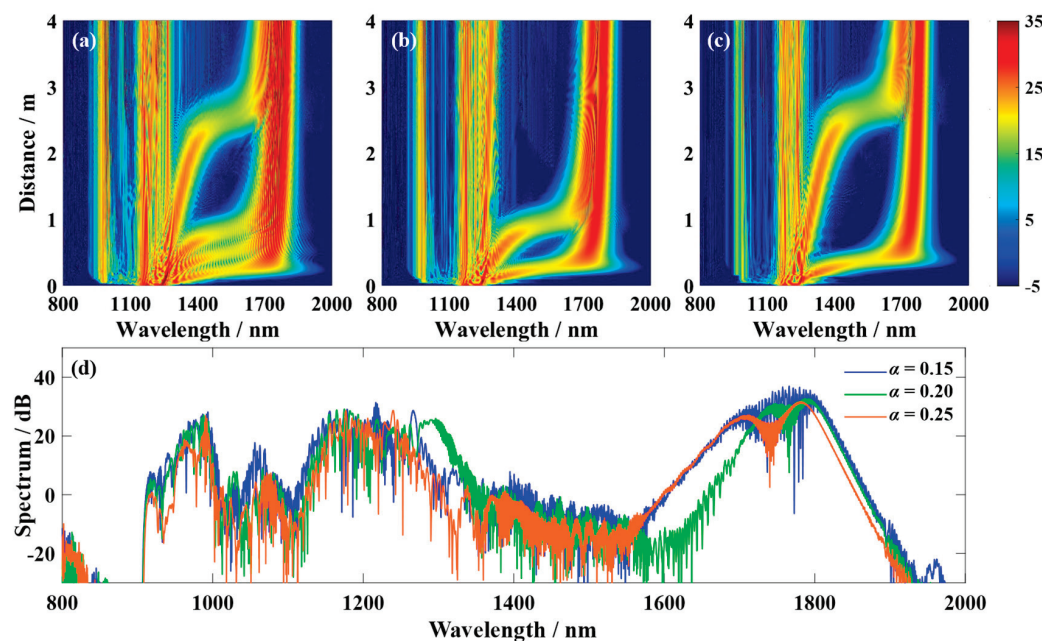 (a) (b) (c)
4 4 4 35
3 3 3 25
2 2 2 15
1 1 1 5
0 0 0 -5
Distance / m
800 1100 1400 1700 2000 800 1100 1400 1700 2000 800 1100 1400 1700 2000
Wavelength / nm Wavelength / nm Wavelength / nm
(d)
α = 0.15
α = 0.20
α = 0.25
40
20
0
-20
Spectrum / dB
800 1000 1200 1400 1600 1800 2000
Wavelength / nm